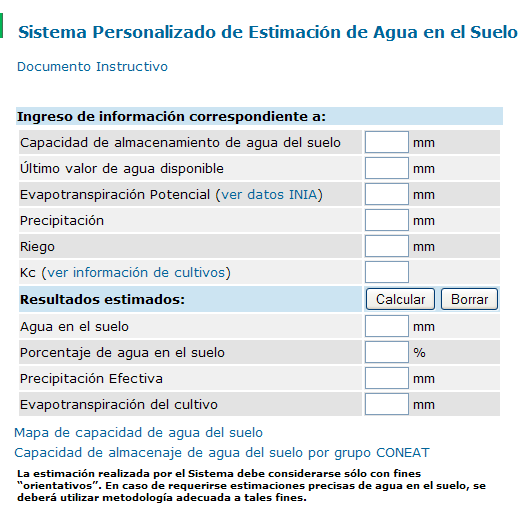 Sistema Personalizado de Estimación de Agua en el Suelo
Documento Instructivo
Ingreso de información correspondiente a:
Capacidad de almacenamiento de agua del suelo mm
Último valor de agua disponible mm
Evapotranspiración Potencial (ver datos INIA) mm
Precipitación mm
Riego mm
Kc (ver información de cultivos)
Resultados estimados: Calcular Borrar
Agua en el suelo mm
Porcentaje de agua en el suelo %
Precipitación Efectiva mm
Evapotranspiración del cultivo mm
Mapa de capacidad de agua del suelo
Capacidad de almacenaje de agua del suelo por grupo CONEAT
La estimación realizada por el Sistema debe considerarse sólo con fines
“orientativos”. En caso de requerirse estimaciones precisas de agua en el suelo, se
deberá utilizar metodología adecuada a tales fines.